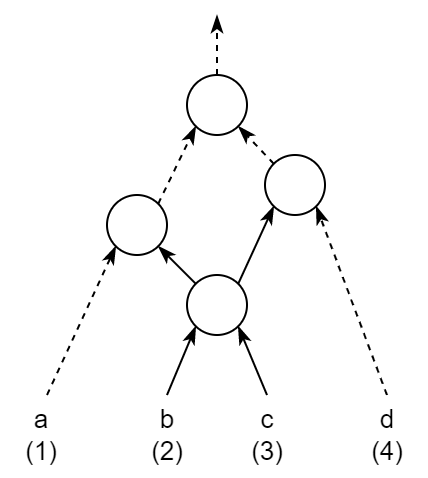 a b c d
(1) (2) (3) (4)